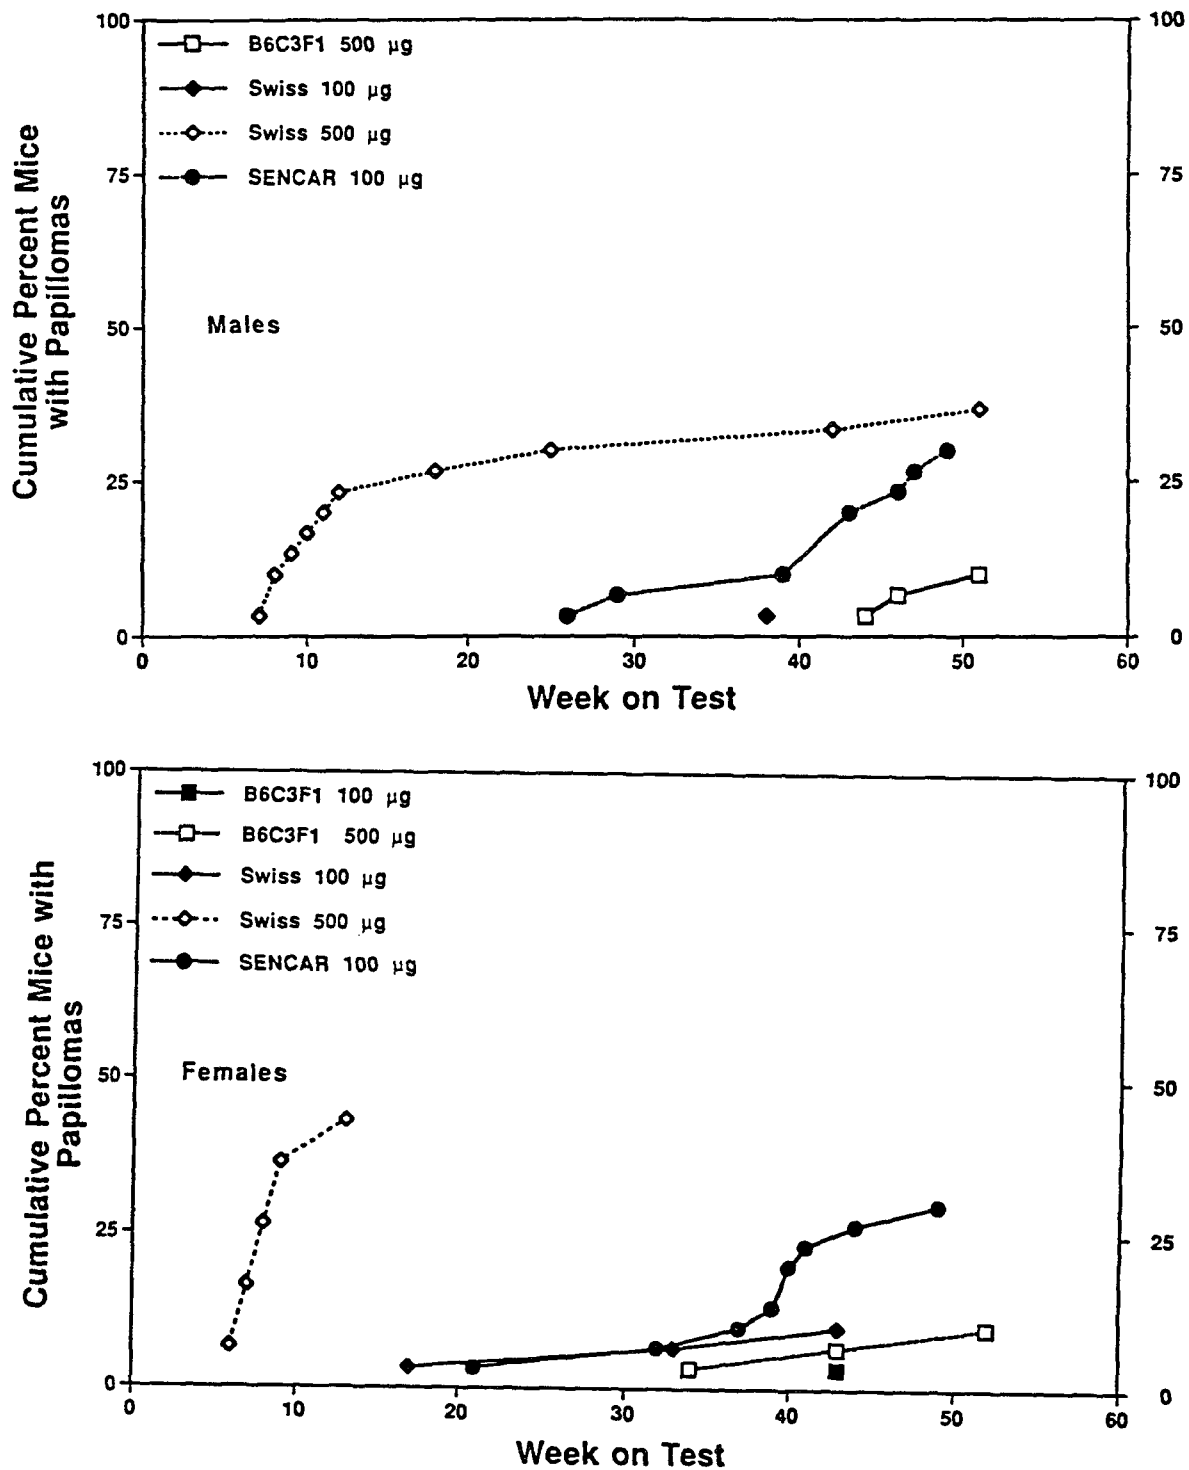 Cumulative Percent Mice
with Papillomas
100
75
50
25
0
B6C3F1 500 µg
Swiss 100 µg
Swiss 500 µg
SENCAR 100 µg
Males
100
75
50
25
0
0 10 20 30 40 50 60
Week on Test
Cumulative Percent Mice with
Papillomas
100
75
50
25
0
B6C3F1 100 µg
B6C3F1 500 µg
Swiss 100 µg
Swiss 500 µg
SENCAR 100 µg
Females
100
75
50
25
0
0 10 20 30 40 50 60
Week on Test